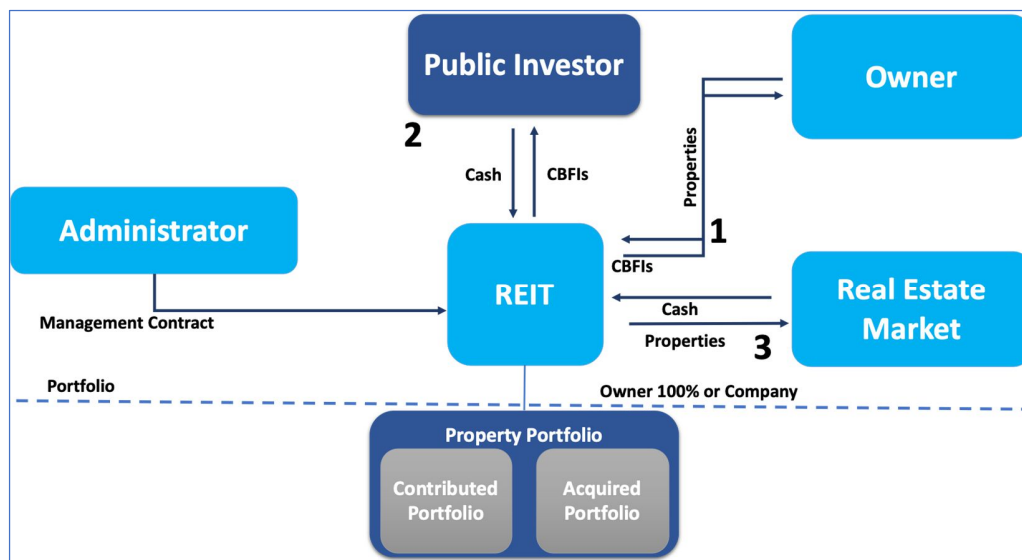 Public Investor
Owner
2
Cash
CBFIs
Properties
1
Administrator
REIT
CBFIs
Real Estate
Market
Cash
Properties
3
Management Contract
Portfolio
Owner 100% or Company
Property Portfolio
Contributed
Portfolio
Acquired
Portfolio